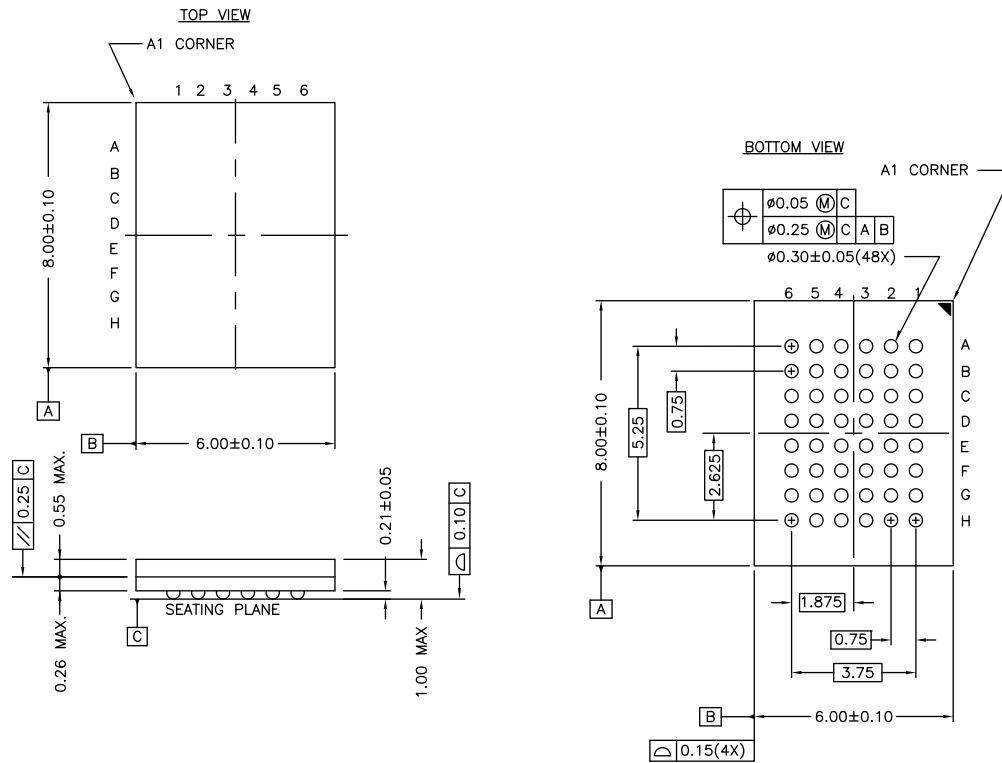 TOP VIEW
A1 CORNER
1 2 3 4 5 6
A
B
C
D
E
F
G
H
8.00±0.10
A
B
6.00±0.10
// 0.25 C
0.55 MAX.
0.21±0.05
⌓ 0.10 C
SEATING PLANE
C
0.26 MAX.
1.00 MAX
BOTTOM VIEW
A1 CORNER
⌖ ø0.05 Ⓜ C
ø0.25 Ⓜ C A B
ø0.30±0.05(48X)
6 5 4 3 2 1
A
B
C
D
E
F
G
H
8.00±0.10
5.25
0.75
2.625
A
1.875
0.75
3.75
B
6.00±0.10
⌓ 0.15(4X)